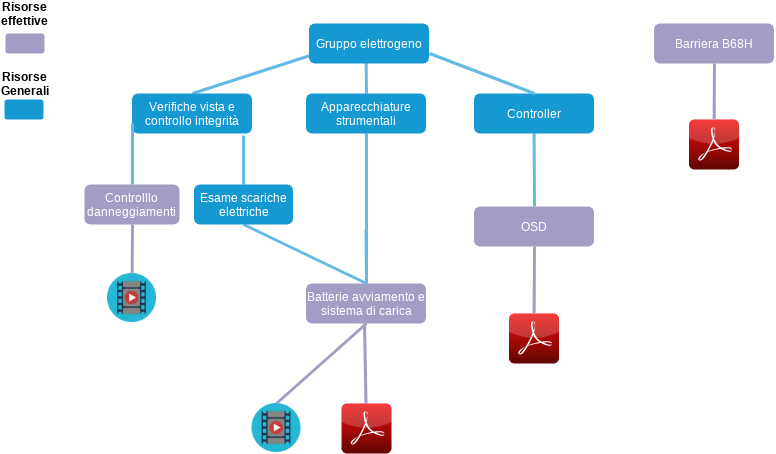 Risorse
effettive
Risorse
Generali
Gruppo elettrogeno
Barriera B68H
Verifiche vista e
controllo integrità
Apparecchiature
strumentali
Controller
Controlllo
danneggiamenti
Esame scariche
elettriche
OSD
Batterie avviamento e
sistema di carica